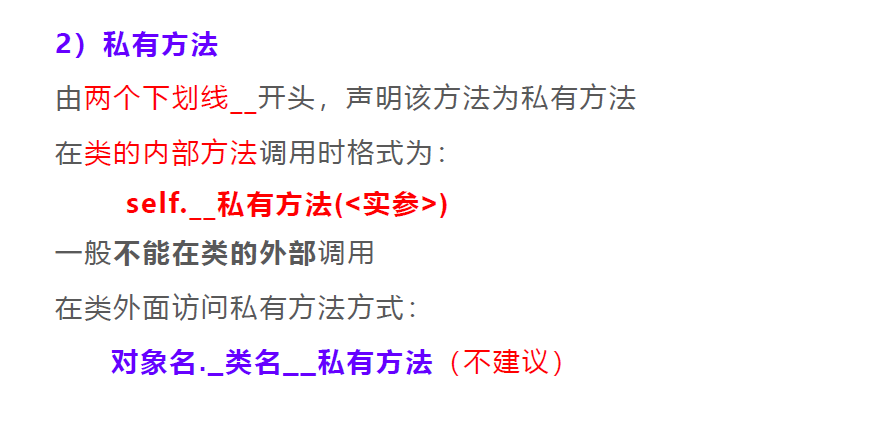 2）私有方法
由两个下划线__开头，声明该方法为私有方法
在类的内部方法调用时格式为：
self.__私有方法(<实参>)
一般不能在类的外部调用
在类外面访问私有方法方式：
对象名._类名__私有方法（不建议）